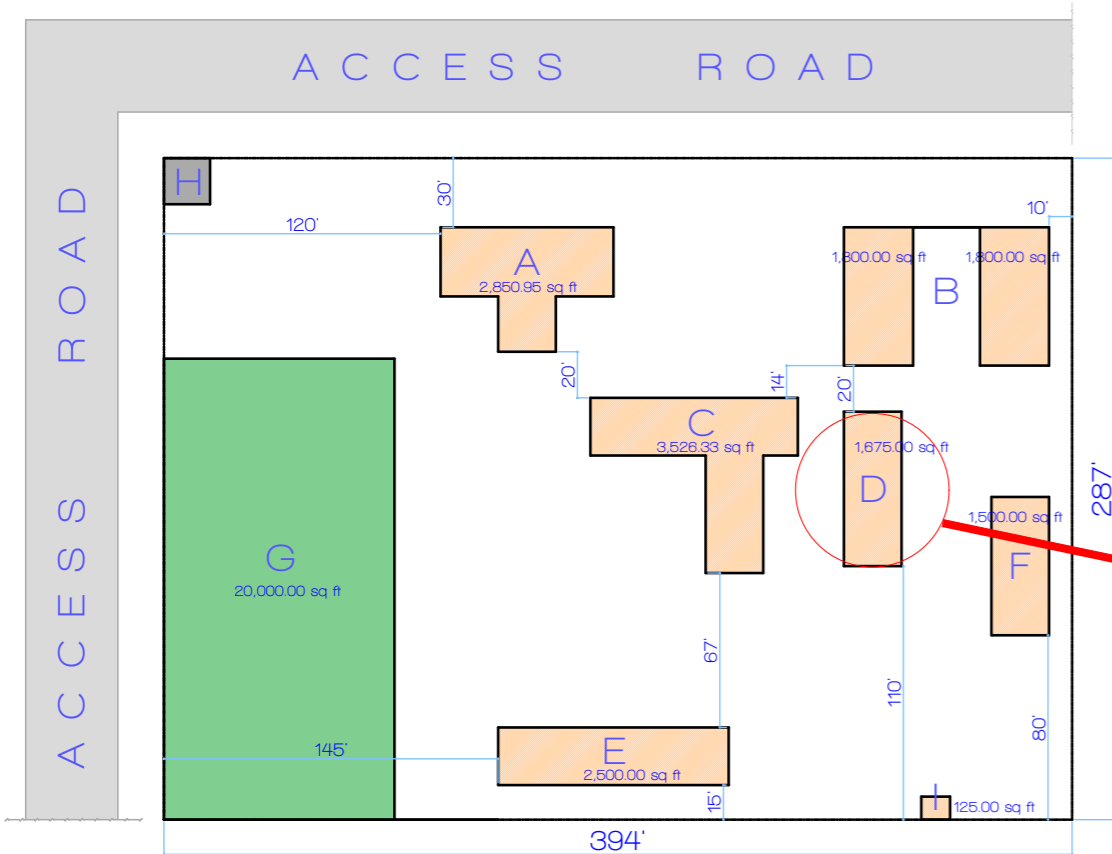 ACCESS ROAD
ACCESS ROAD
H
120'
30'
10'
A
2,850.95 sq ft
1,800.00 sq ft
1,800.00 sq ft
B
20'
14'
20'
C
3,526.33 sq ft
1,675.00 sq ft
D
287'
1,500.00 sq ft
F
G
20,000.00 sq ft
67'
110'
80'
145'
E
2,500.00 sq ft
15'
I
125.00 sq ft
394'